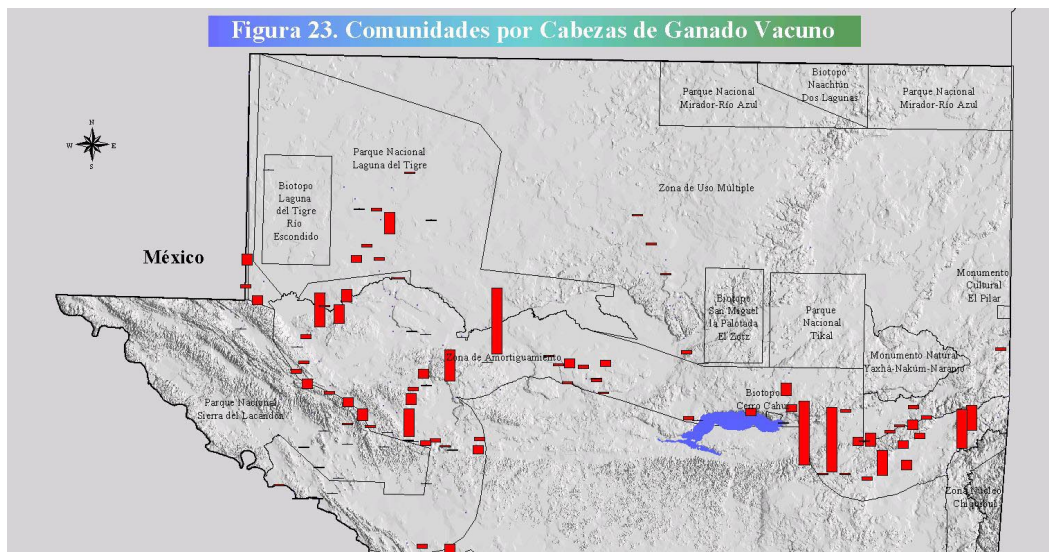 Figura 23. Comunidades por Cabezas de Ganado Vacuno
Biotopo
Naachtún
Dos Lagunas
Parque Nacional
Mirador-Río Azul
Parque Nacional
Mirador-Río Azul
N
W
E
S
Parque Nacional
Laguna del Tigre
Biotopo
Laguna
del Tigre
Río
Escondido
Zona de Uso Múltiple
México
Monumento
Cultural
El Pilar
Biotopo
San Miguel
la Palotada
El Zotz
Parque
Nacional
Tikal
Zona de Amortiguamiento
Monumento Natural
Yaxhá-Nakúm-Naranjo
Parque Nacional
Sierra del Lacandón
Biotopo
Cerro Cahuí
Zona Núcleo
Chiquibul